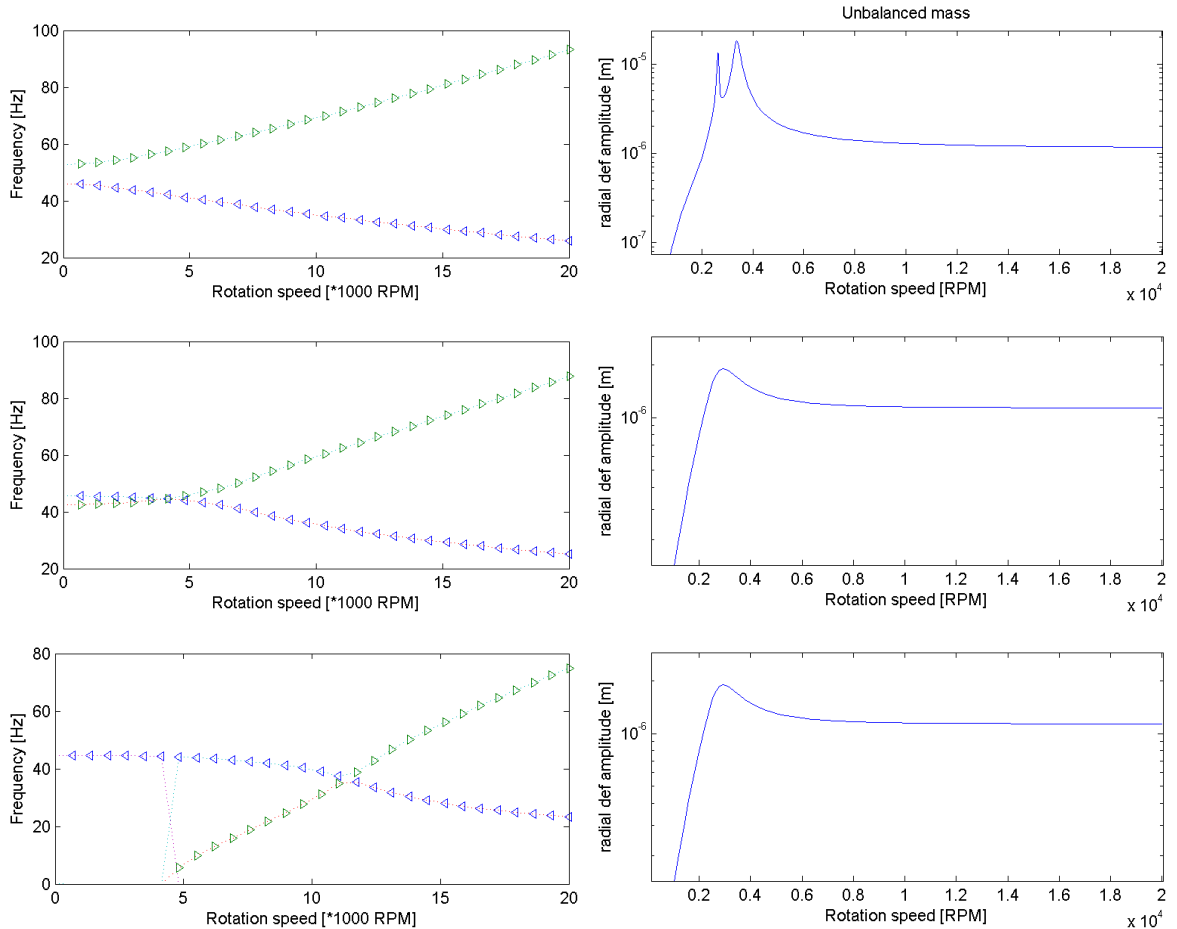 Unbalanced mass
100
80
60
40
20
Frequency [Hz]
0 5 10 15 20
Rotation speed [*1000 RPM]
10^-5
10^-6
10^-7
radial def amplitude [m]
0.2 0.4 0.6 0.8 1 1.2 1.4 1.6 1.8 2
Rotation speed [RPM]
x 10^4
100
80
60
40
20
Frequency [Hz]
0 5 10 15 20
Rotation speed [*1000 RPM]
10^-6
radial def amplitude [m]
0.2 0.4 0.6 0.8 1 1.2 1.4 1.6 1.8 2
Rotation speed [RPM]
x 10^4
80
60
40
20
0
Frequency [Hz]
0 5 10 15 20
Rotation speed [*1000 RPM]
10^-6
radial def amplitude [m]
0.2 0.4 0.6 0.8 1 1.2 1.4 1.6 1.8 2
Rotation speed [RPM]
x 10^4